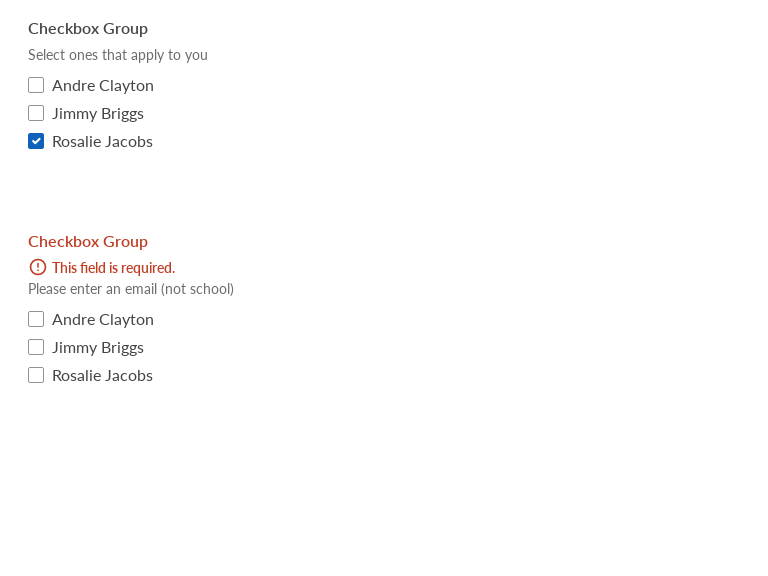 Checkbox Group
Select ones that apply to you
Andre Clayton
Jimmy Briggs
Rosalie Jacobs
Checkbox Group
This field is required.
Please enter an email (not school)
Andre Clayton
Jimmy Briggs
Rosalie Jacobs